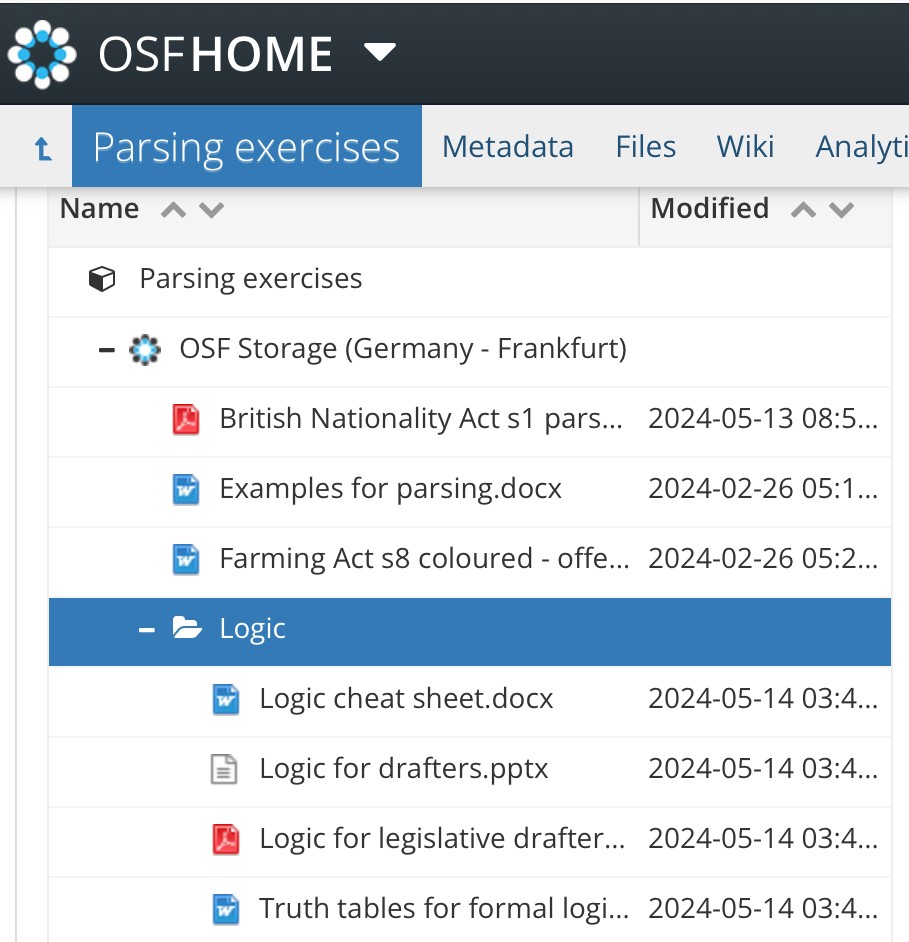 OSFHOME
Parsing exercises Metadata Files Wiki Analyti
Name Modified
Parsing exercises
OSF Storage (Germany - Frankfurt)
British Nationality Act s1 pars... 2024-05-13 08:5...
Examples for parsing.docx 2024-02-26 05:1...
Farming Act s8 coloured - offe... 2024-02-26 05:2...
Logic
Logic cheat sheet.docx 2024-05-14 03:4...
Logic for drafters.pptx 2024-05-14 03:4...
Logic for legislative drafter... 2024-05-14 03:4...
Truth tables for formal logi... 2024-05-14 03:4...